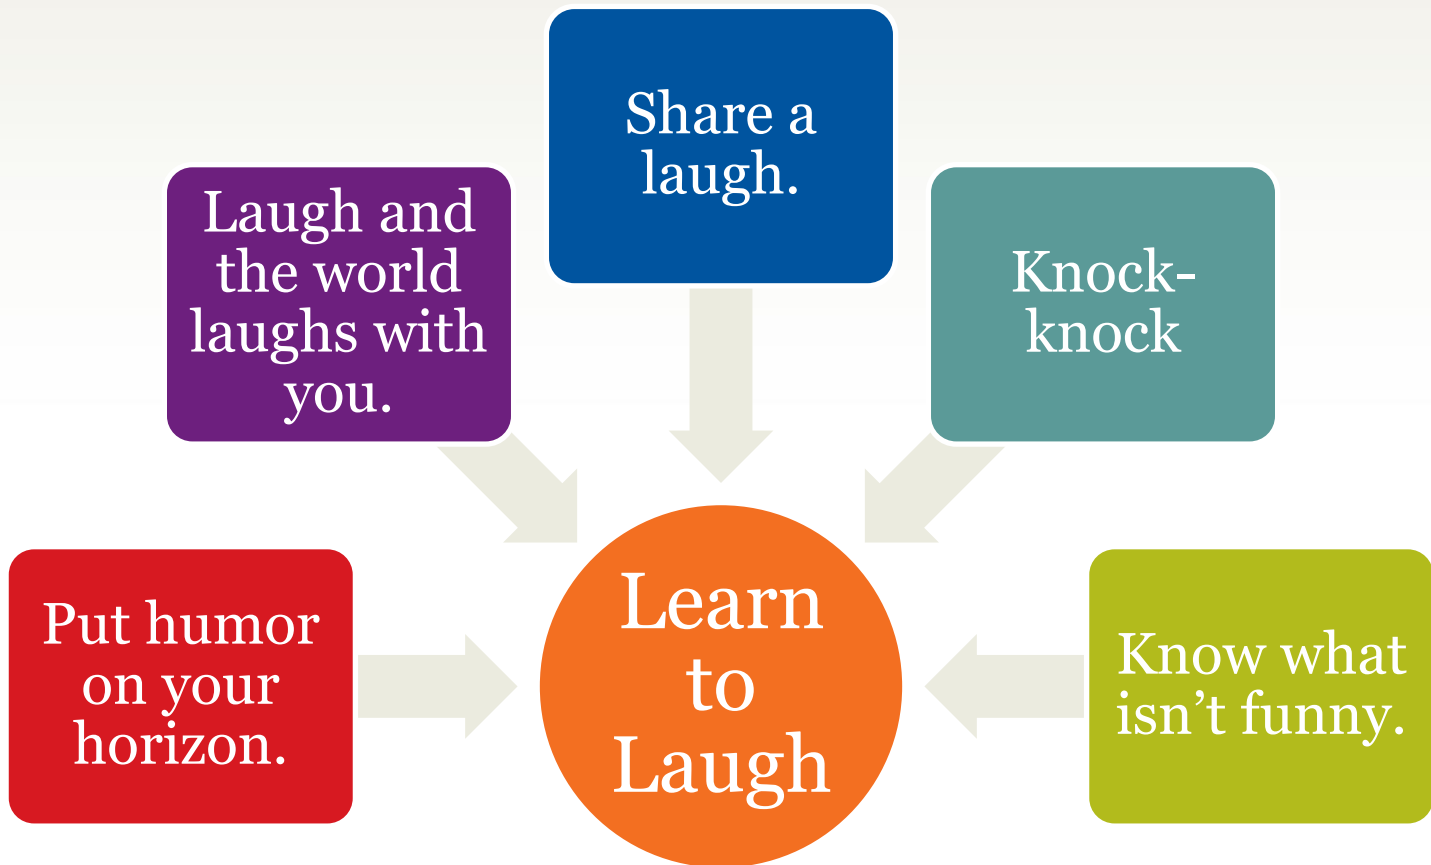 Put humor
on your
horizon.
Laugh and
the world
laughs with
you.
Share a
laugh.
Knock-
knock
Know what
isn’t funny.
Learn
to
Laugh